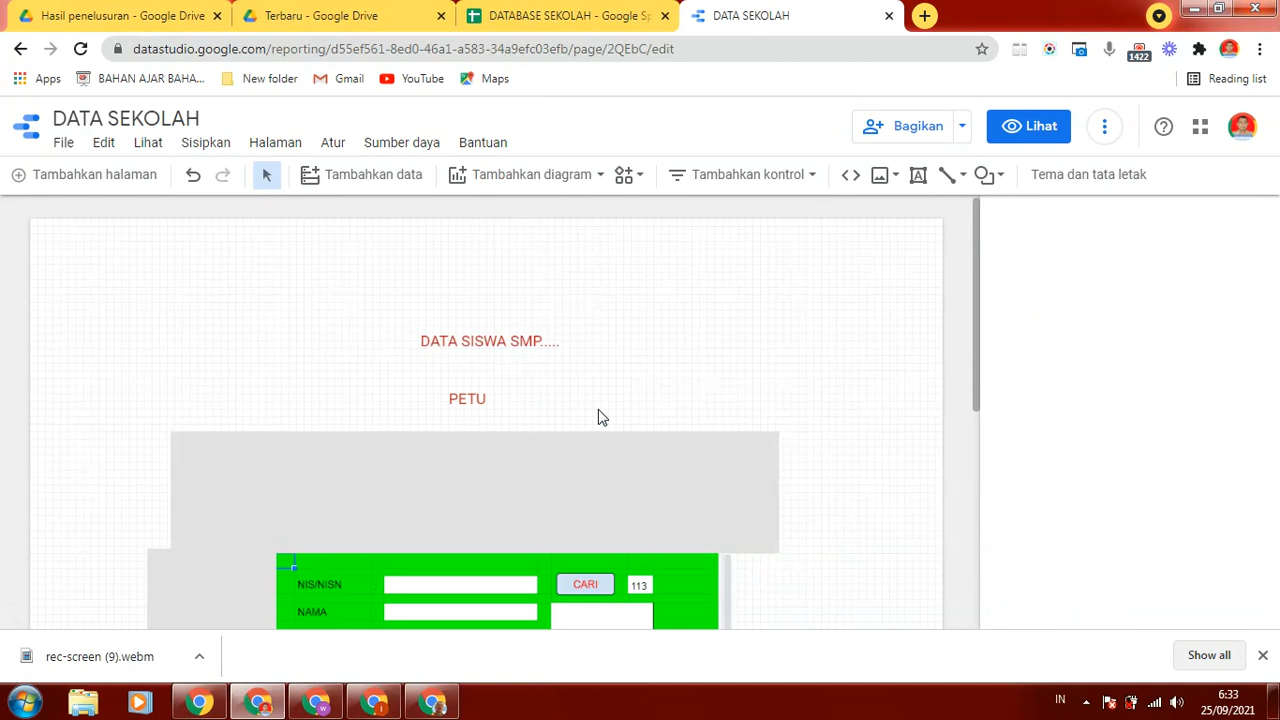 Hasil penelusuran - Google Drive
Terbaru - Google Drive
DATABASE SEKOLAH - Google Sp
DATA SEKOLAH
datastudio.google.com/reporting/d55ef561-8ed0-46a1-a583-34a9efc03efb/page/2QEbC/edit
1422
Apps
BAHAN AJAR BAHA...
New folder
Gmail
YouTube
Maps
Reading list
DATA SEKOLAH
File Edit Lihat Sisipkan Halaman Atur Sumber daya Bantuan
Bagikan
Lihat
Tambahkan halaman
Tambahkan data
Tambahkan diagram
Tambahkan kontrol
Tema dan tata letak
DATA SISWA SMP.....
PETU
NIS/NISN
CARI
113
NAMA
rec-screen (9).webm
Show all
IN
6:33
25/09/2021